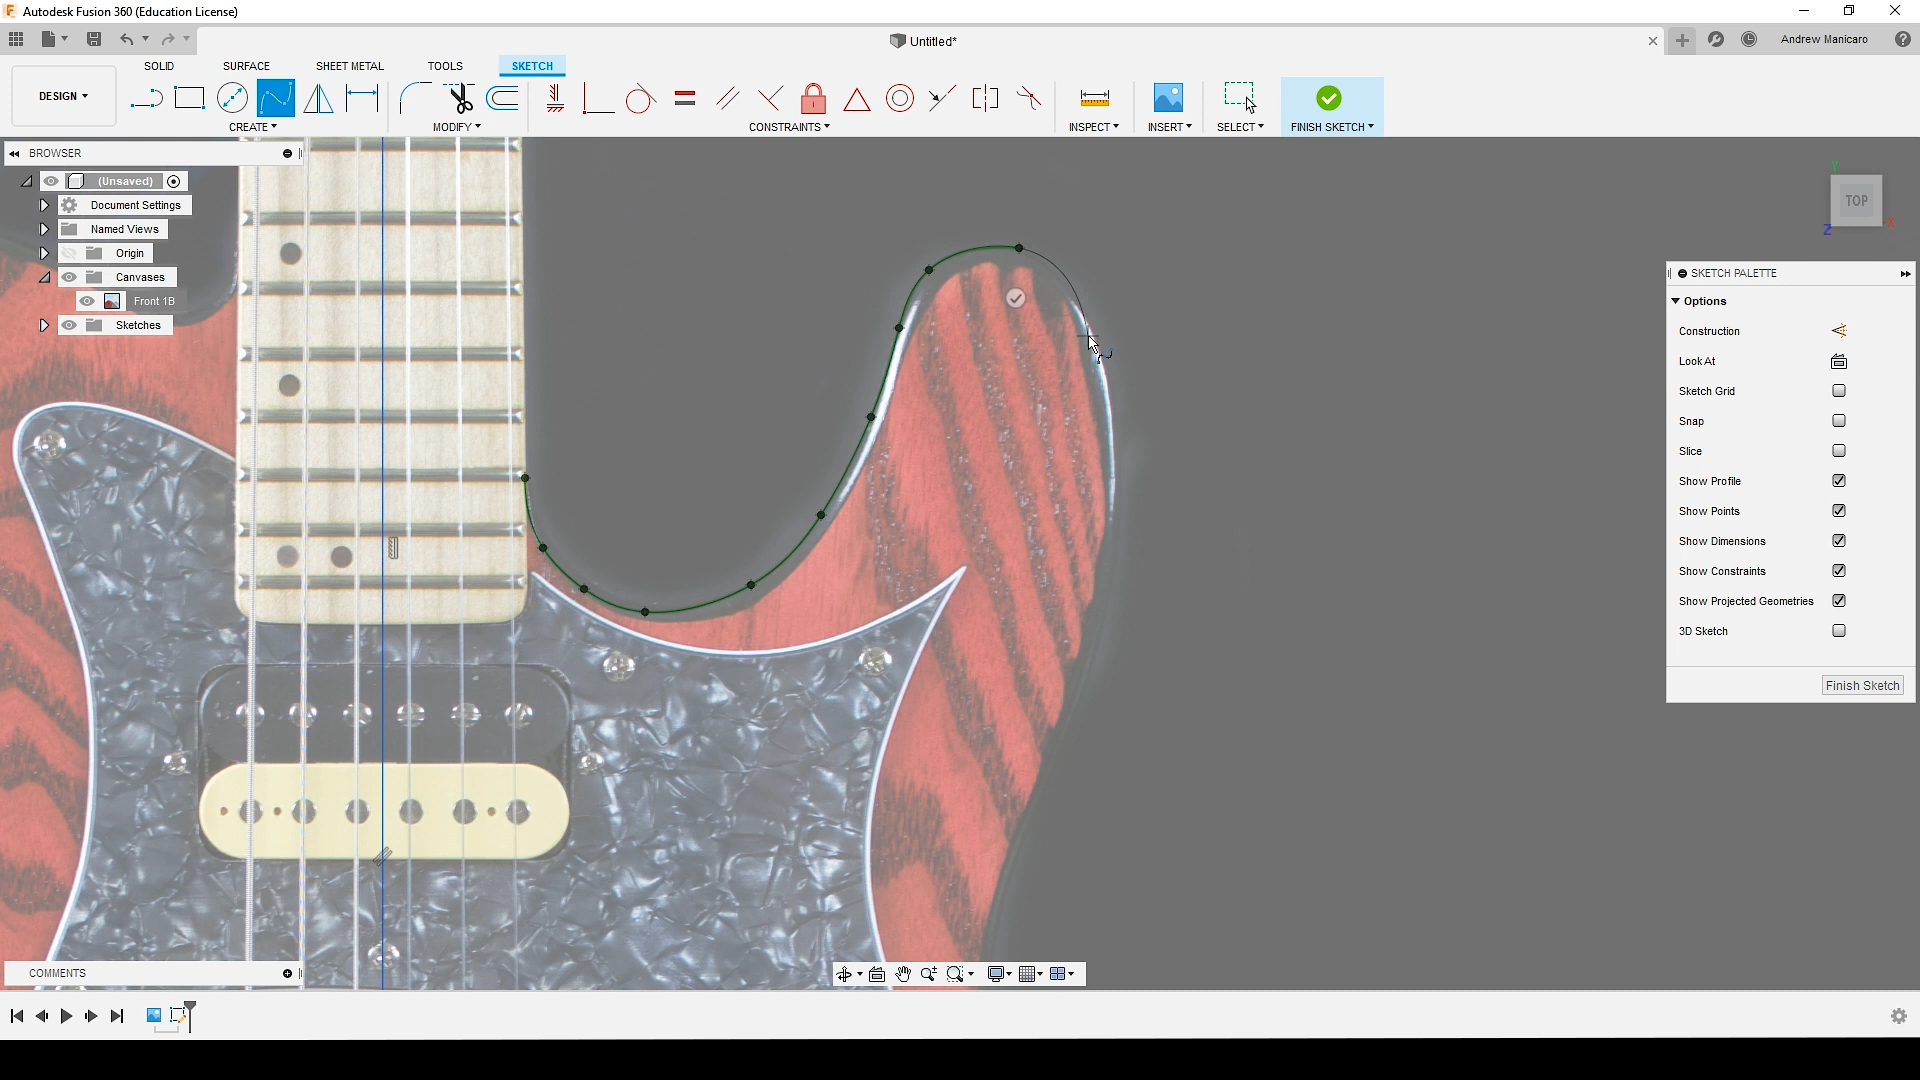 Autodesk Fusion 360 (Education License)
Untitled*
Andrew Manicaro
SOLID
SURFACE
SHEET METAL
TOOLS
SKETCH
DESIGN
CREATE
MODIFY
CONSTRAINTS
INSPECT
INSERT
SELECT
FINISH SKETCH
BROWSER
(Unsaved)
Document Settings
Named Views
Origin
Canvases
Front 1B
Sketches
Y
TOP
X
Z
SKETCH PALETTE
Options
Construction
Look At
Sketch Grid
Snap
Slice
Show Profile
Show Points
Show Dimensions
Show Constraints
Show Projected Geometries
3D Sketch
Finish Sketch
COMMENTS